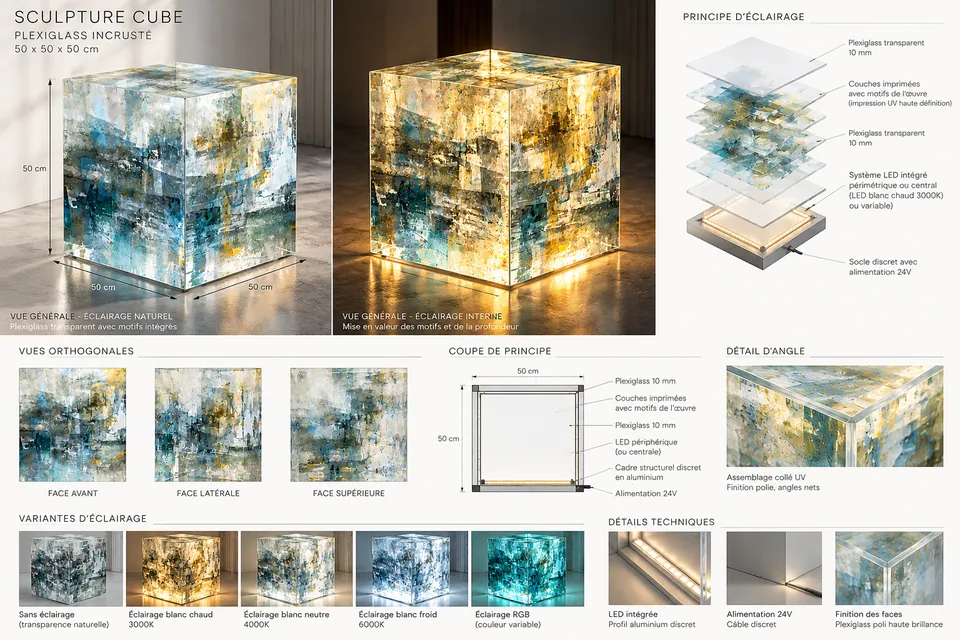 SCULPTURE CUBE
PLEXIGLASS INCRUSTÉ
50 x 50 x 50 cm
50 cm
50 cm
50 cm
VUE GÉNÉRALE - ÉCLAIRAGE NATUREL
Plexiglass transparent avec motifs intégrés
VUE GÉNÉRALE - ÉCLAIRAGE INTERNE
Mise en valeur des motifs et de la profondeur
PRINCIPE D'ÉCLAIRAGE
Plexiglass transparent
10 mm
Couches imprimées
avec motifs de l'œuvre
(impression UV haute définition)
Plexiglass transparent
10 mm
Système LED intégré
périmétrique ou central
(LED blanc chaud 3000K)
ou variable)
Socle discret avec
alimentation 24V
VUES ORTHOGONALES
FACE AVANT
FACE LATÉRALE
FACE SUPÉRIEURE
COUPE DE PRINCIPE
50 cm
50 cm
Plexiglass 10 mm
Couches imprimées
avec motifs de l'œuvre
Plexiglass 10 mm
LED périphérique
(ou centrale)
Cadre structurel discret
en aluminium
Alimentation 24V
DÉTAIL D'ANGLE
Assemblage collé UV
Finition polie, angles nets
VARIANTES D'ÉCLAIRAGE
Sans éclairage
(transparence naturelle)
Éclairage blanc chaud
3000K
Éclairage blanc neutre
4000K
Éclairage blanc froid
6000K
Éclairage RGB
(couleur variable)
DÉTAILS TECHNIQUES
LED intégrée
Profil aluminium discret
Alimentation 24V
Câble discret
Finition des faces
Plexiglass poli haute brillance